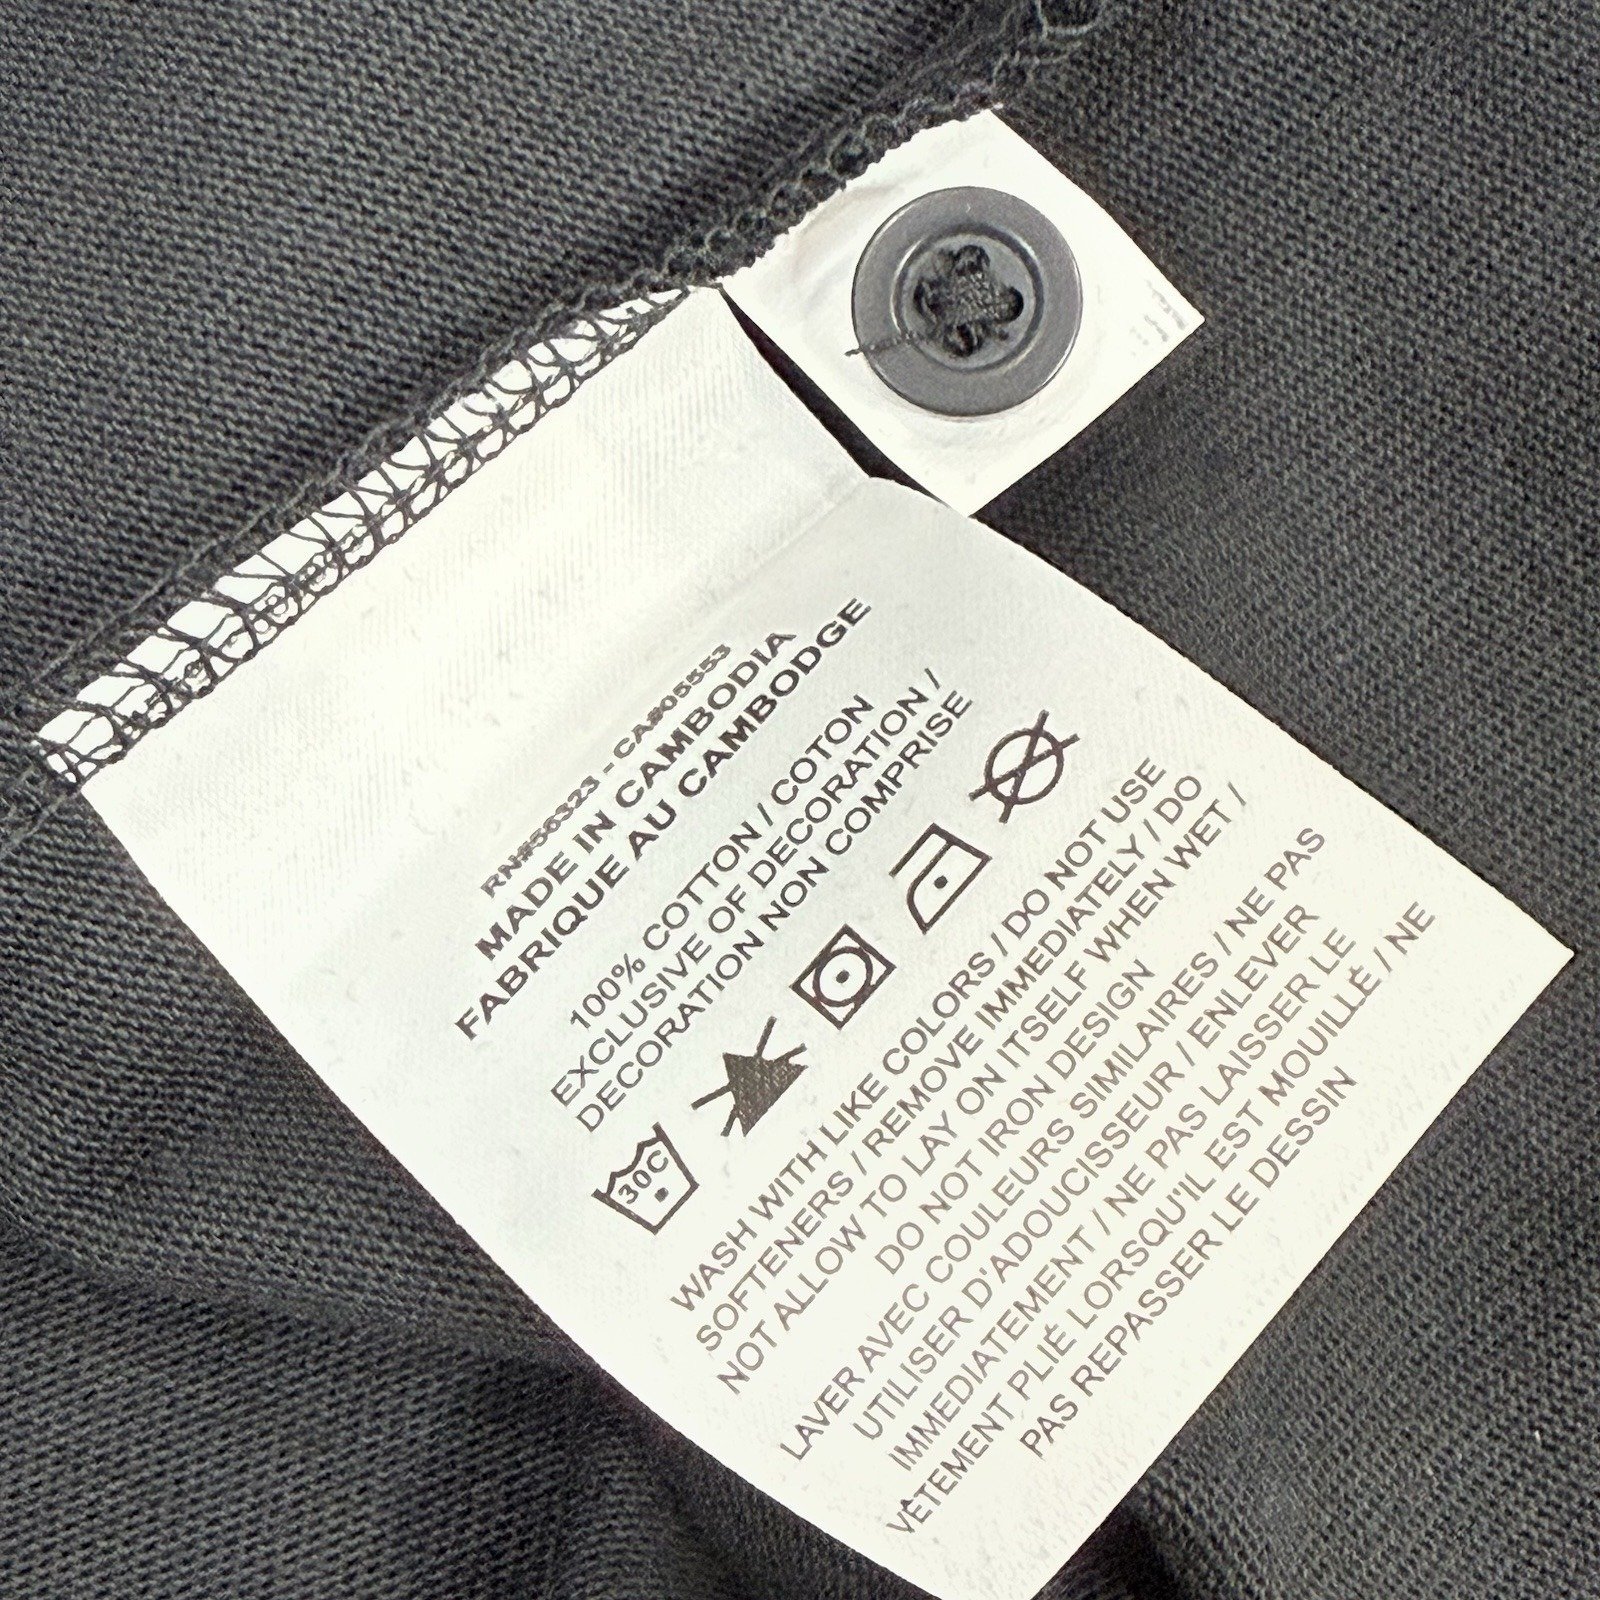 RN#56323 - CA#05553
MADE IN CAMBODIA
FABRIQUE AU CAMBODGE
100% COTTON / COTON
EXCLUSIVE OF DECORATION /
DECORATION NON COMPRISE
30C
WASH WITH LIKE COLORS / DO NOT USE
SOFTENERS / REMOVE IMMEDIATELY / DO
NOT ALLOW TO LAY ON ITSELF WHEN WET /
DO NOT IRON DESIGN
LAVER AVEC COULEURS SIMILAIRES / NE PAS
UTILISER D'ADOUCISSEUR / ENLEVER
IMMEDIATEMENT / NE PAS LAISSER LE
VÊTEMENT PLIÉ LORSQU'IL EST MOUILLÉ / NE
PAS REPASSER LE DESSIN